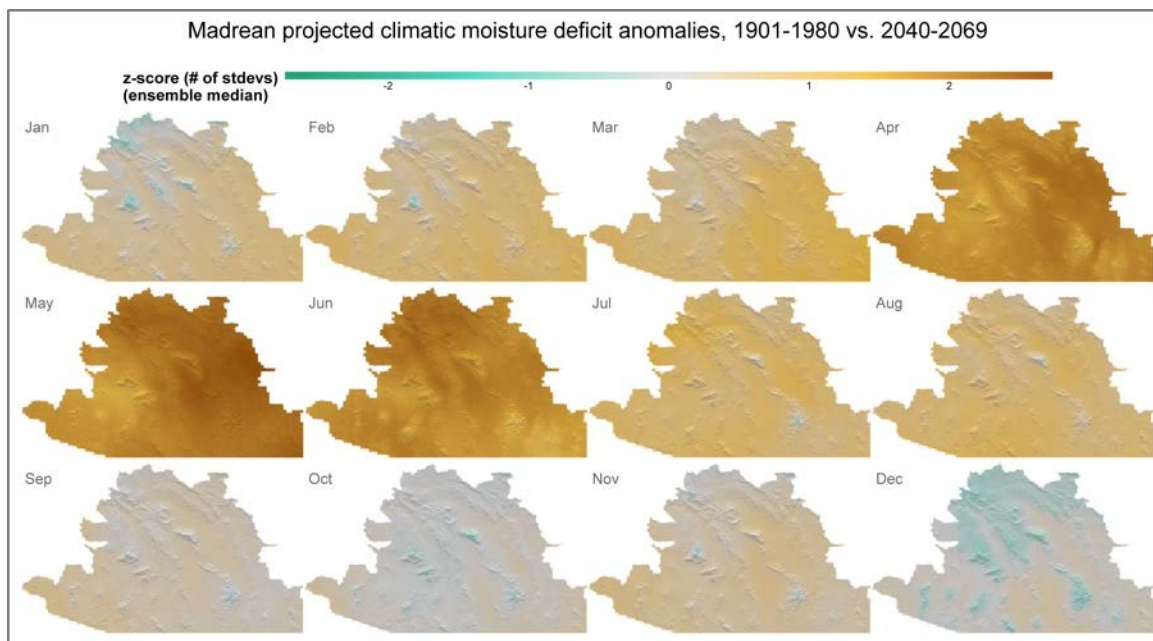 Madrean projected climatic moisture deficit anomalies, 1901-1980 vs. 2040-2069
z-score (# of stdevs)
(ensemble median)
-2 -1 0 1 2
Jan Feb Mar Apr
May Jun Jul Aug
Sep Oct Nov Dec